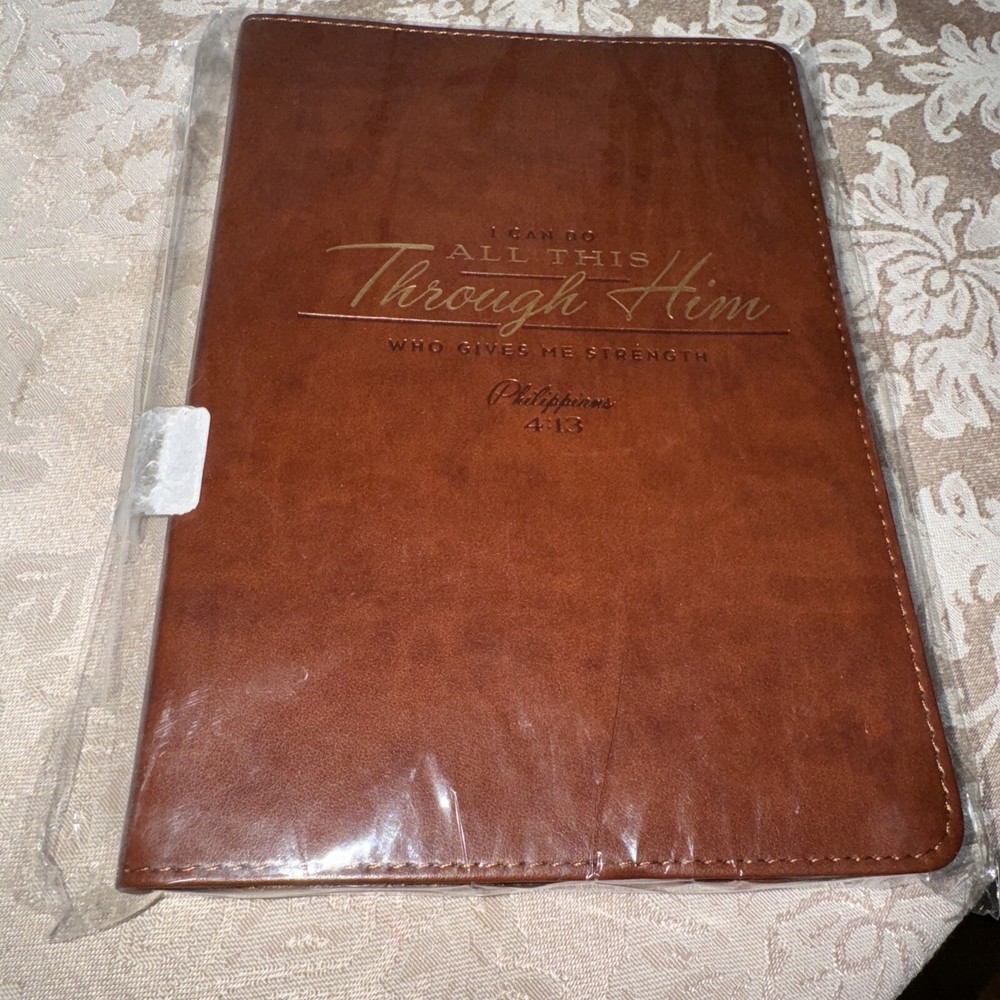 I CAN DO
ALL THIS
Through Him
WHO GIVES ME STRENGTH
Philippians
4:13